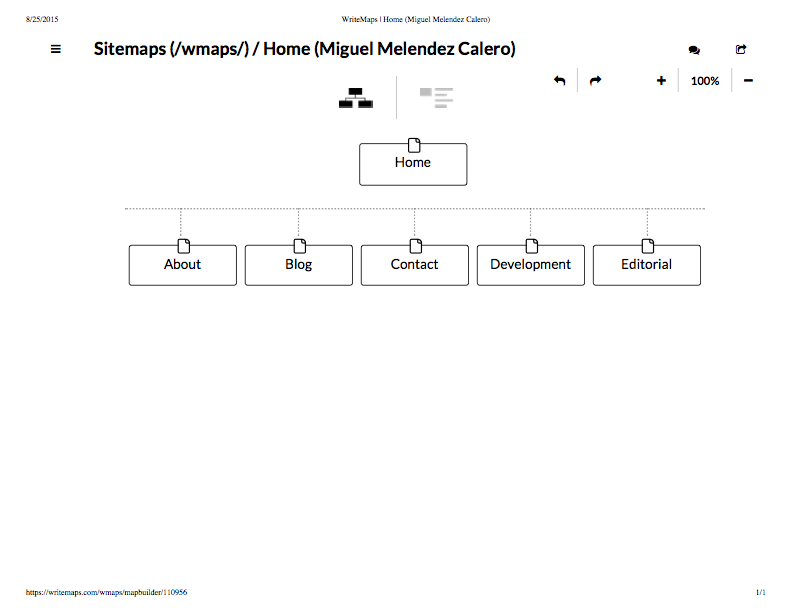 8/25/2015 WriteMaps | Home (Miguel Melendez Calero)
Sitemaps (/wmaps/) / Home (Miguel Melendez Calero)
100%
Home
About Blog Contact Development Editorial
https://writemaps.com/wmaps/mapbuilder/110956 1/1